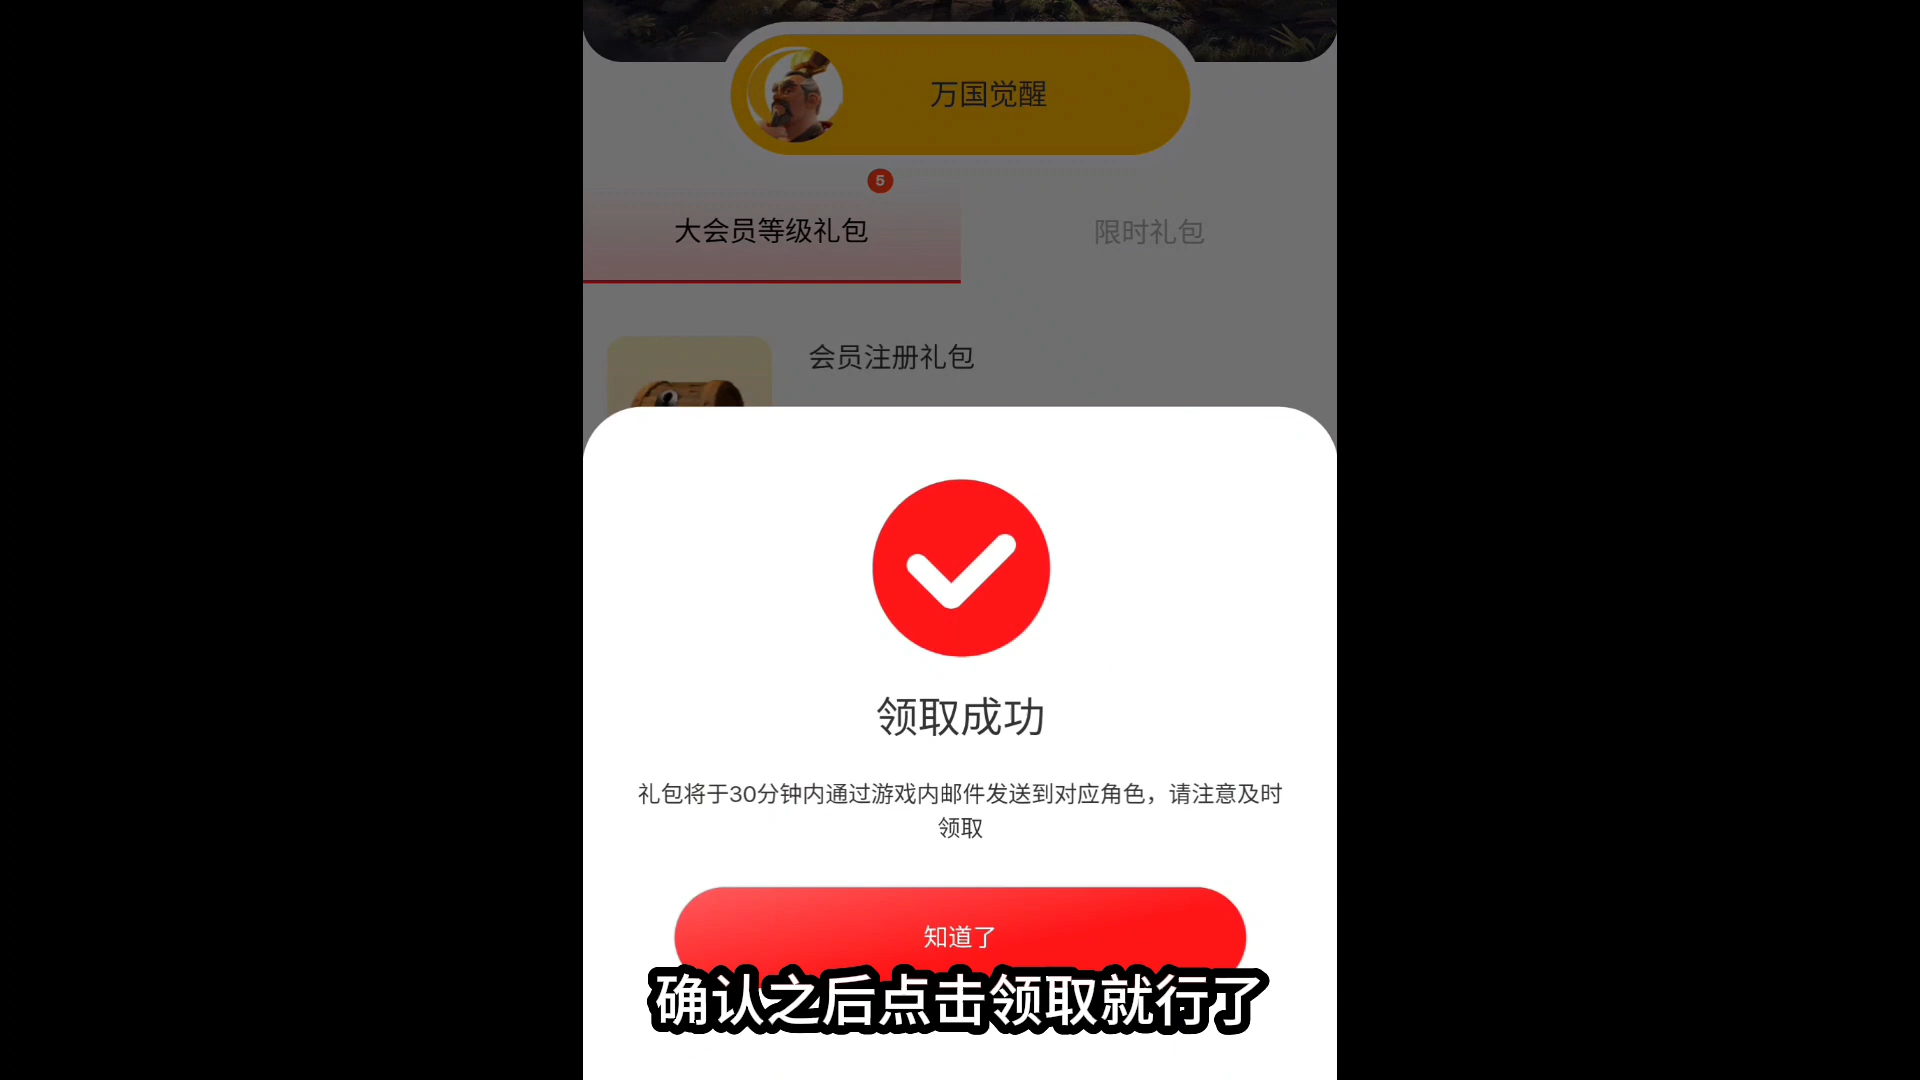 万国觉醒
5
大会员等级礼包
限时礼包
会员注册礼包
领取成功
礼包将于30分钟内通过游戏内邮件发送到对应角色，请注意及时
领取
知道了
确认之后点击领取就行了